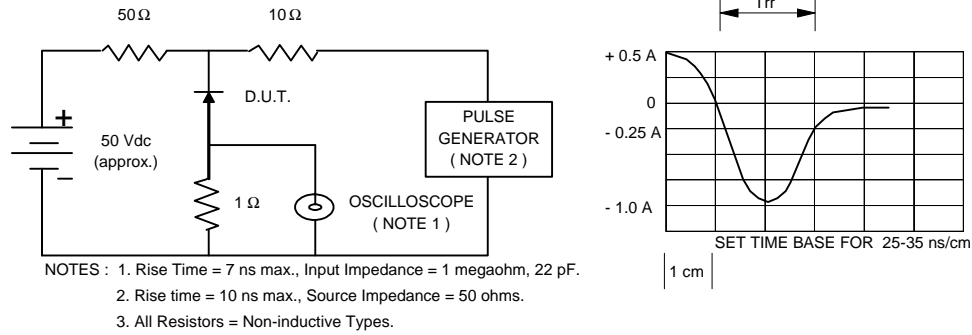 50Ω
10Ω
+
50 Vdc
(approx.)
D.U.T.
1 Ω
OSCILLOSCOPE
( NOTE 1 )
PULSE
GENERATOR
( NOTE 2 )
Trr
+ 0.5 A
0
- 0.25 A
- 1.0 A
SET TIME BASE FOR 25-35 ns/cm
1 cm
NOTES : 1. Rise Time = 7 ns max., Input Impedance = 1 megaohm, 22 pF.
2. Rise time = 10 ns max., Source Impedance = 50 ohms.
3. All Resistors = Non-inductive Types.